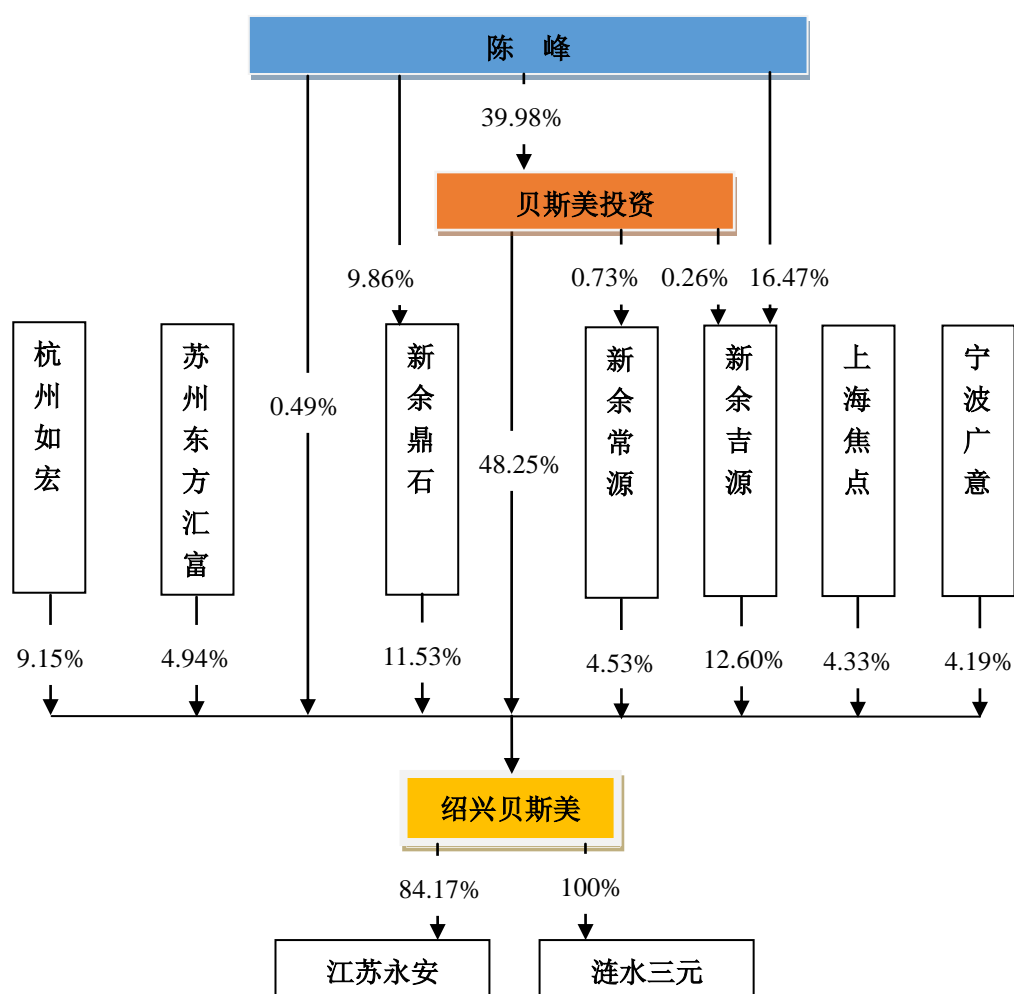 陈 峰
39.98%
贝斯美投资
9.86%
0.73%
0.26%
16.47%
杭州如宏
苏州东方汇富
0.49%
新余鼎石
48.25%
新余常源
新余吉源
上海焦点
宁波广意
9.15%
4.94%
11.53%
4.53%
12.60%
4.33%
4.19%
绍兴贝斯美
84.17%
100%
江苏永安
涟水三元